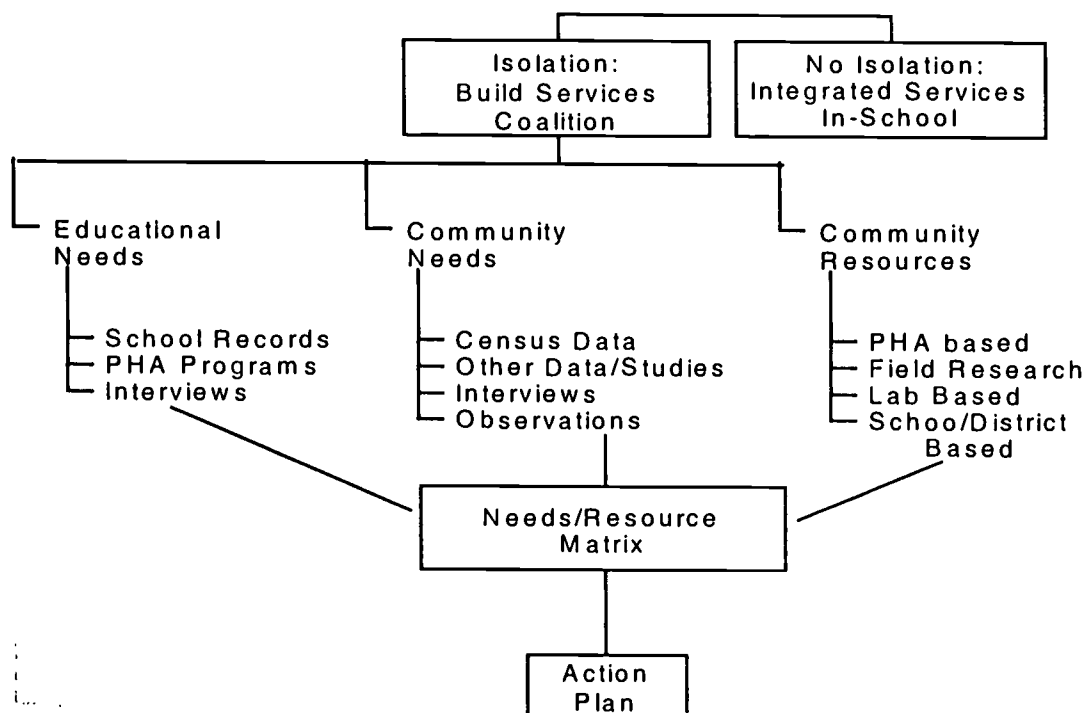 Isolation:
Build Services
Coalition
No Isolation:
Integrated Services
In-School
Educational
Needs
School Records
PHA Programs
Interviews
Community
Needs
Census Data
Other Data/Studies
Interviews
Observations
Community
Resources
PHA based
Field Research
Lab Based
Schoo/District
Based
Needs/Resource
Matrix
Action
Plan